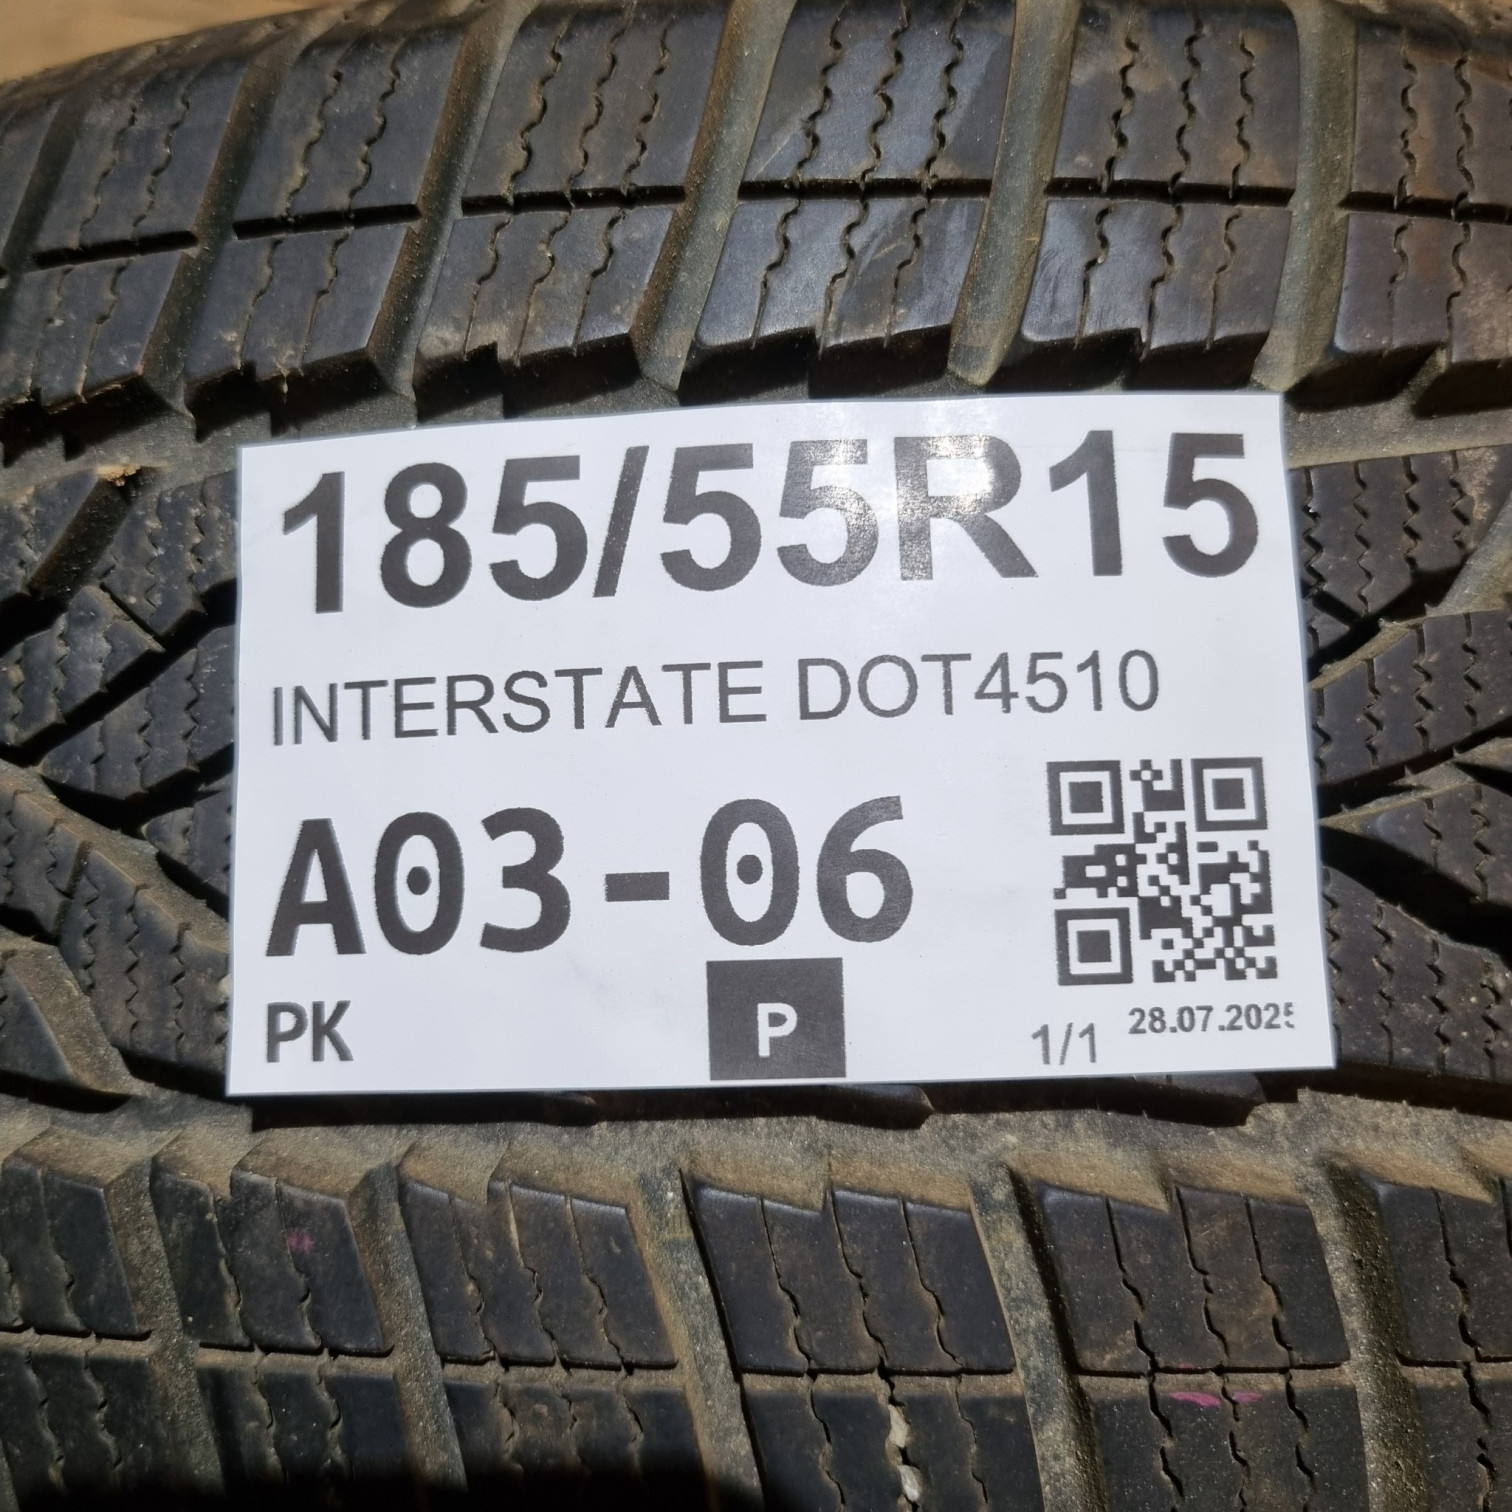 185/55R15
INTERSTATE DOT4510
A03-06
PK
P
1/1
28.07.2025